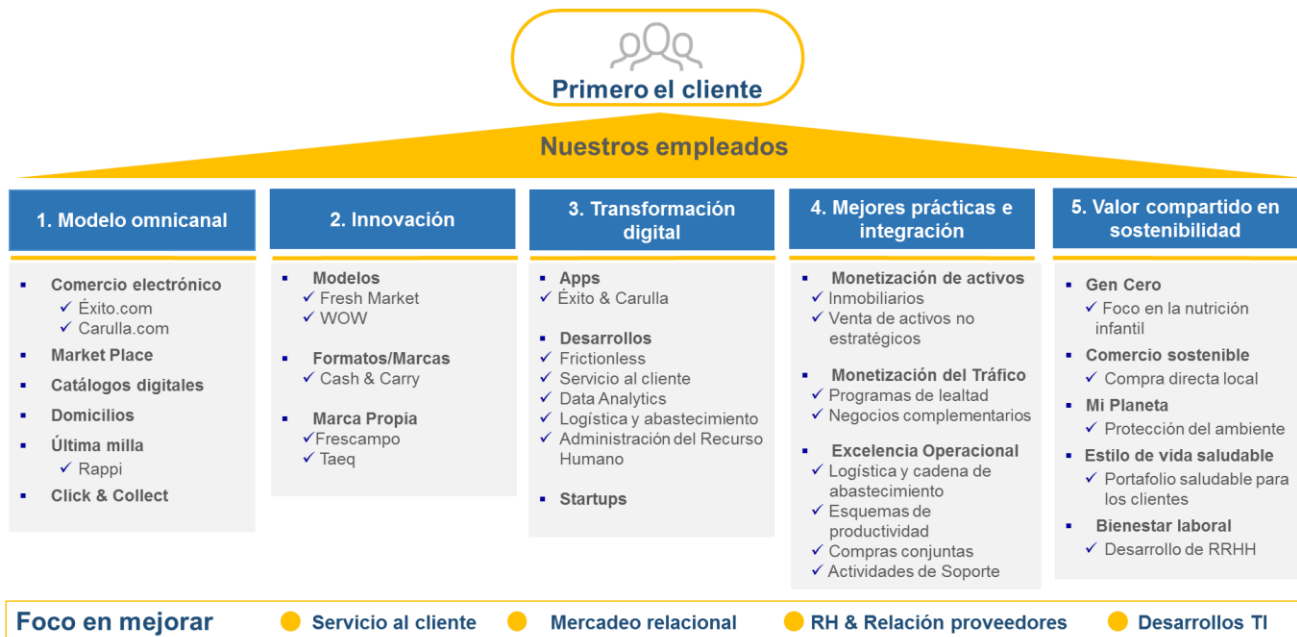 Primero el cliente
Nuestros empleados
1. Modelo omnicanal
Comercio electrónico
Éxito.com
Carulla.com
Market Place
Catálogos digitales
Domicilios
Última milla
Rappi
Click & Collect
2. Innovación
Modelos
Fresh Market
WOW
Formatos/Marcas
Cash & Carry
Marca Propia
Frescampo
Taeq
3. Transformación
digital
Apps
Éxito & Carulla
Desarrollos
Frictionless
Servicio al cliente
Data Analytics
Logística y abastecimiento
Administración del Recurso
Humano
Startups
4. Mejores prácticas e
integración
Monetización de activos
Inmobiliarios
Venta de activos no
estratégicos
Monetización del Tráfico
Programas de lealtad
Negocios complementarios
Excelencia Operacional
Logística y cadena de
abastecimiento
Esquemas de
productividad
Compras conjuntas
Actividades de Soporte
5. Valor compartido en
sostenibilidad
Gen Cero
Foco en la nutrición
infantil
Comercio sostenible
Compra directa local
Mi Planeta
Protección del ambiente
Estilo de vida saludable
Portafolio saludable para
los clientes
Bienestar laboral
Desarrollo de RRHH
Foco en mejorar
Servicio al cliente
Mercadeo relacional
RH & Relación proveedores
Desarrollos TI